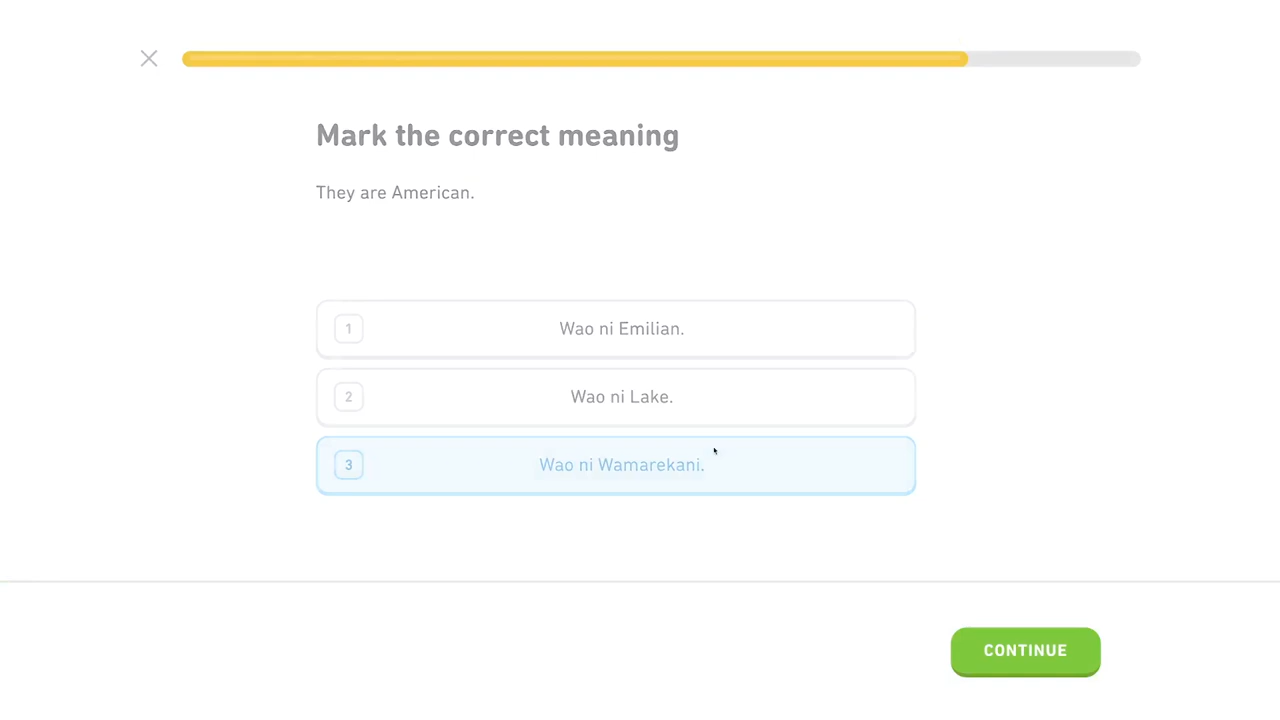 Mark the correct meaning
They are American.
1 Wao ni Emilian.
2 Wao ni Lake.
3 Wao ni Wamarekani.
CONTINUE